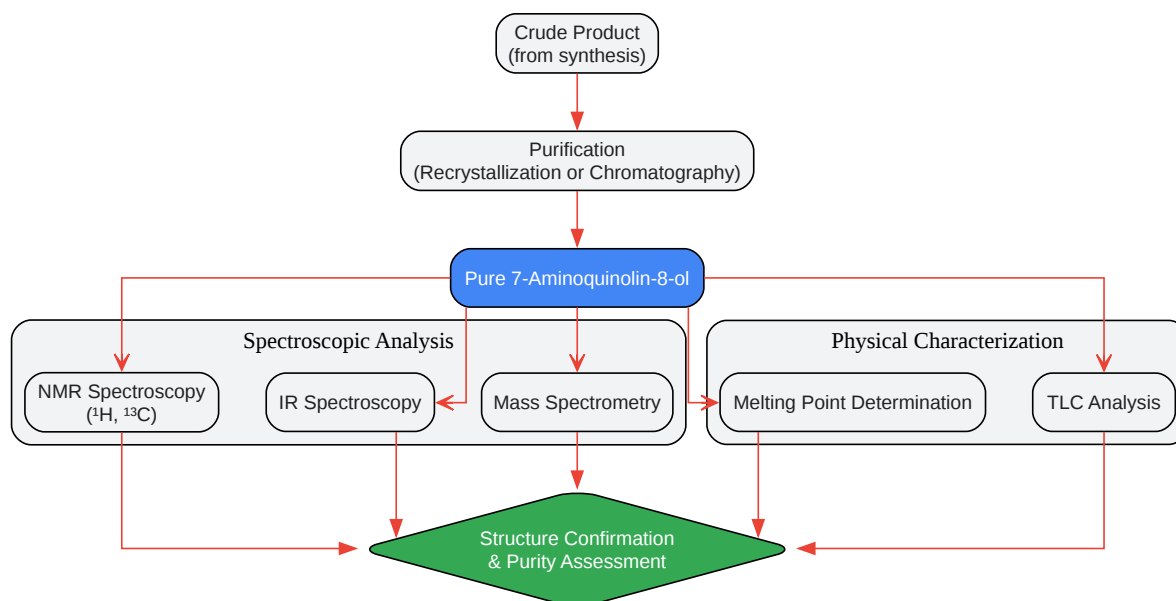 Crude Product
(from synthesis)
Purification
(Recrystallization or Chromatography)
Pure 7-Aminoquinolin-8-ol
Spectroscopic Analysis
Physical Characterization
NMR Spectroscopy
(¹H, ¹³C)
IR Spectroscopy
Mass Spectrometry
Melting Point Determination
TLC Analysis
Structure Confirmation
& Purity Assessment